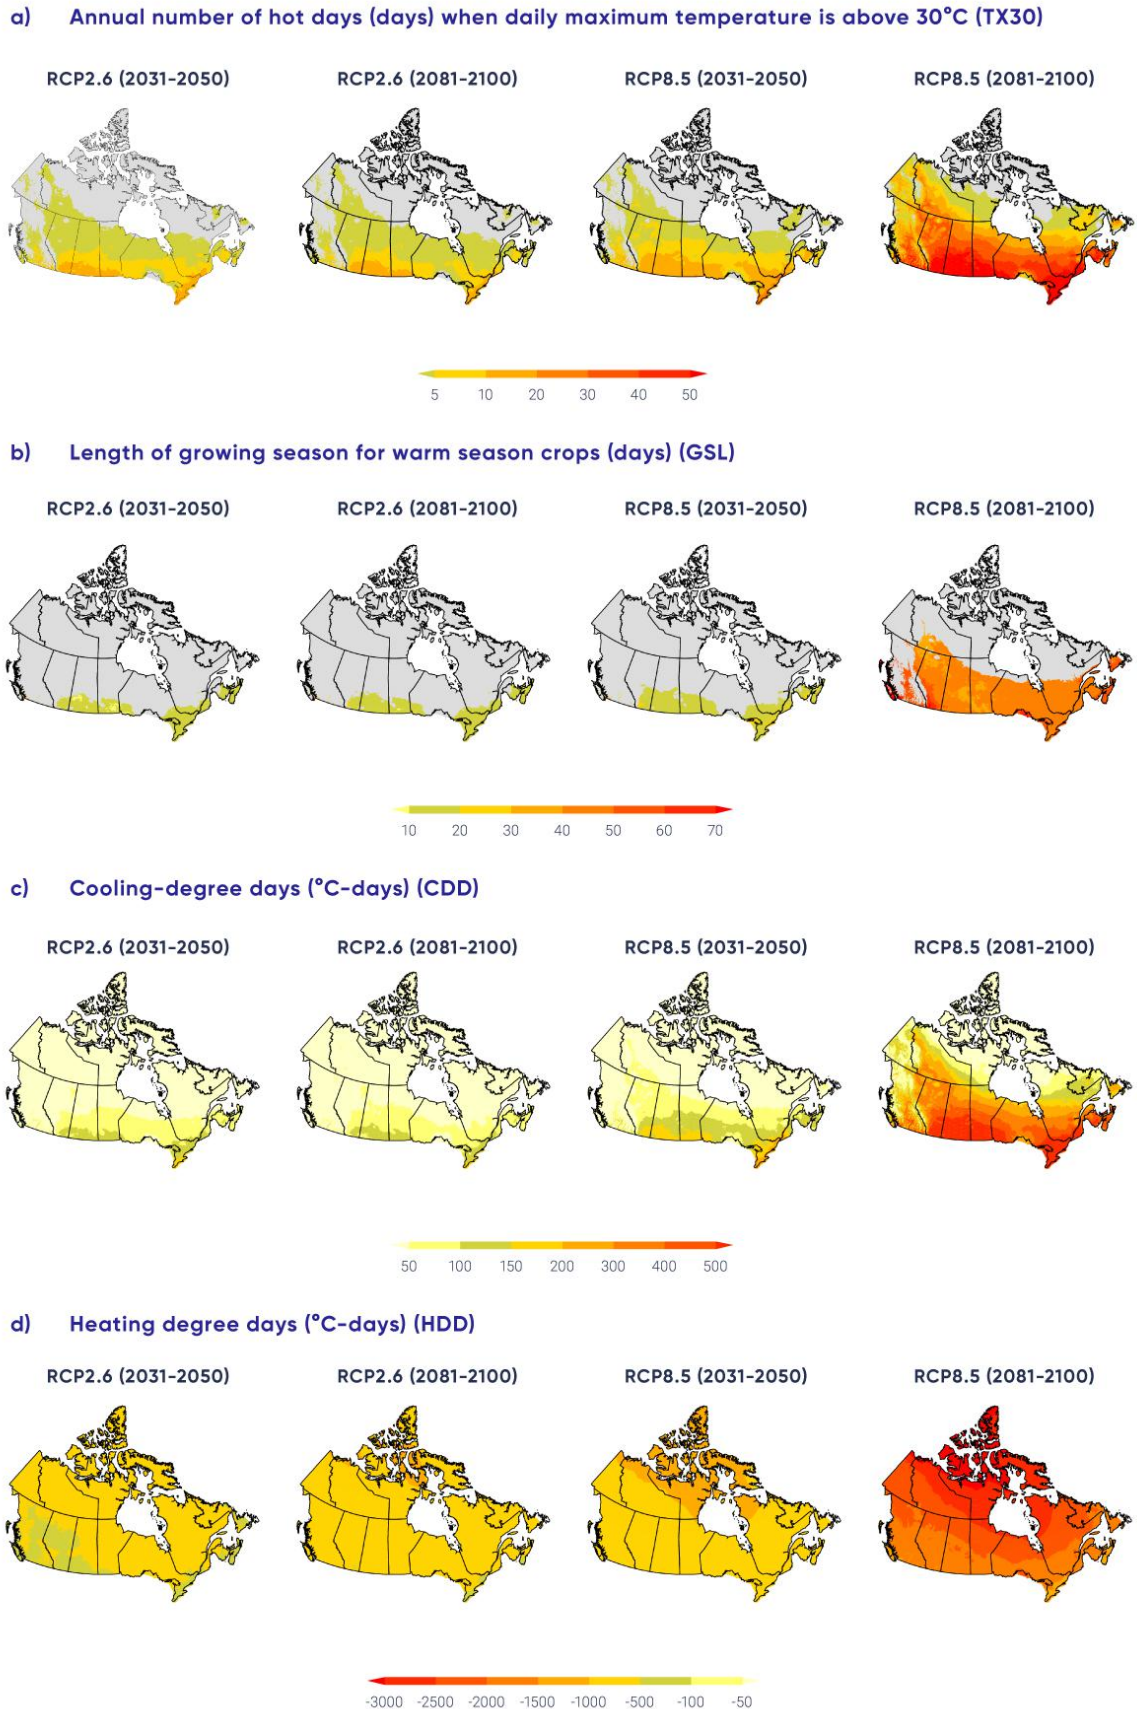 a) Annual number of hot days (days) when daily maximum temperature is above 30°C (TX30)
RCP2.6 (2031-2050) RCP2.6 (2081-2100) RCP8.5 (2031-2050) RCP8.5 (2081-2100)
5 10 20 30 40 50
b) Length of growing season for warm season crops (days) (GSL)
RCP2.6 (2031-2050) RCP2.6 (2081-2100) RCP8.5 (2031-2050) RCP8.5 (2081-2100)
10 20 30 40 50 60 70
c) Cooling-degree days (°C-days) (CDD)
RCP2.6 (2031-2050) RCP2.6 (2081-2100) RCP8.5 (2031-2050) RCP8.5 (2081-2100)
50 100 150 200 300 400 500
d) Heating degree days (°C-days) (HDD)
RCP2.6 (2031-2050) RCP2.6 (2081-2100) RCP8.5 (2031-2050) RCP8.5 (2081-2100)
-3000 -2500 -2000 -1500 -1000 -500 -100 -50